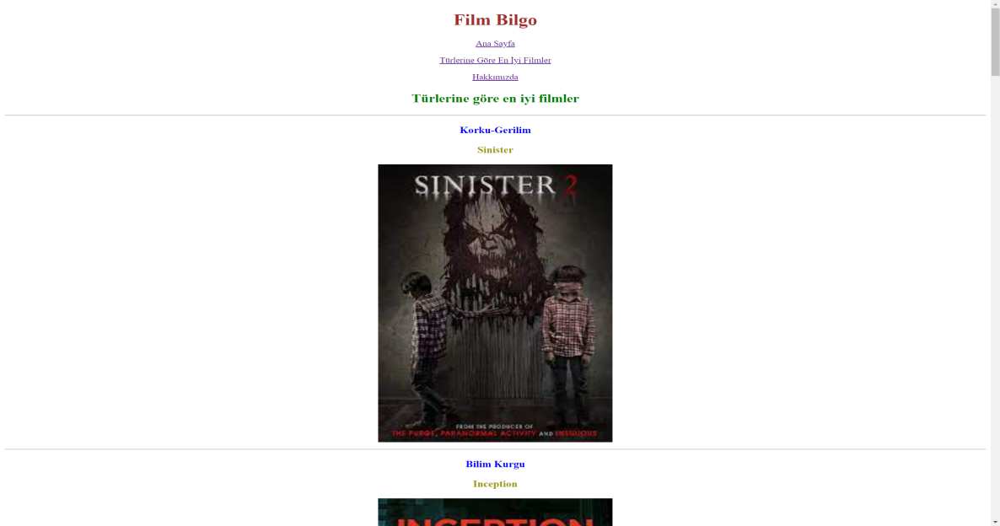 Film Bilgo
Ana Sayfa
Türlerine Göre En İyi Filmler
Hakkımızda
Türlerine göre en iyi filmler
Korku-Gerilim
Sinister
SINISTER 2
FROM THE PRODUCER OF
THE PURGE, PARANORMAL ACTIVITY AND INSIDIOUS
Bilim Kurgu
Inception
INCEPTION